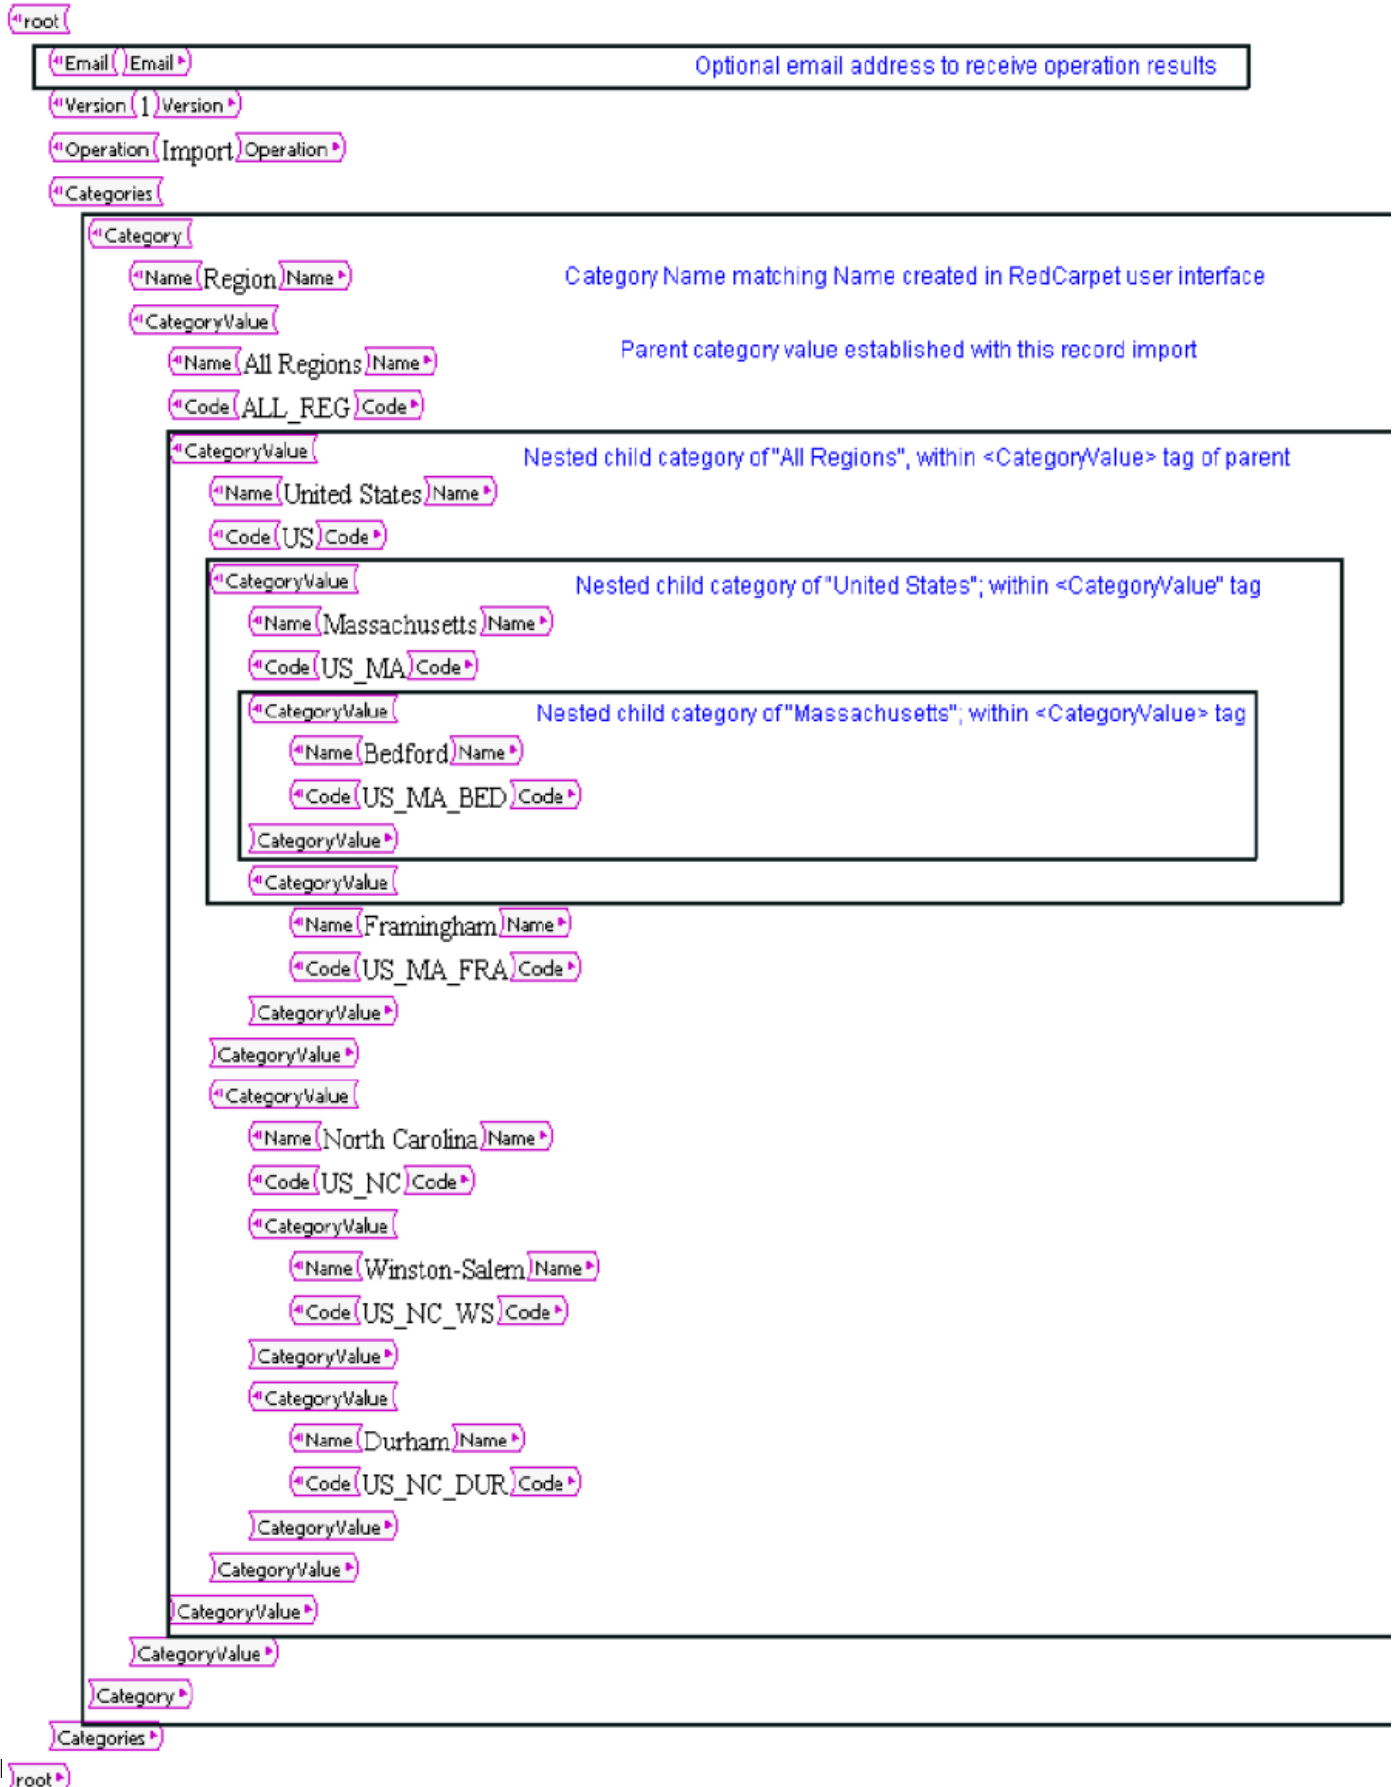 root
Email Email Optional email address to receive operation results
Version 1 Version
Operation Import Operation
Categories
Category
Name Region Name Category Name matching Name created in RedCarpet user interface
CategoryValue
Parent category value established with this record import
Name All Regions Name
Code ALL_REG Code
CategoryValue Nested child category of "All Regions", within <CategoryValue> tag of parent
Name United States Name
Code US Code
CategoryValue Nested child category of "United States"; within <CategoryValue" tag
Name Massachusetts Name
Code US_MA Code
CategoryValue Nested child category of "Massachusetts"; within <CategoryValue> tag
Name Bedford Name
Code US_MA_BED Code
CategoryValue
CategoryValue
Name Framingham Name
Code US_MA_FRA Code
CategoryValue
CategoryValue
CategoryValue
Name North Carolina Name
Code US_NC Code
CategoryValue
Name Winston-Salem Name
Code US_NC_WS Code
CategoryValue
CategoryValue
Name Durham Name
Code US_NC_DUR Code
CategoryValue
CategoryValue
CategoryValue
CategoryValue
Category
Categories
root